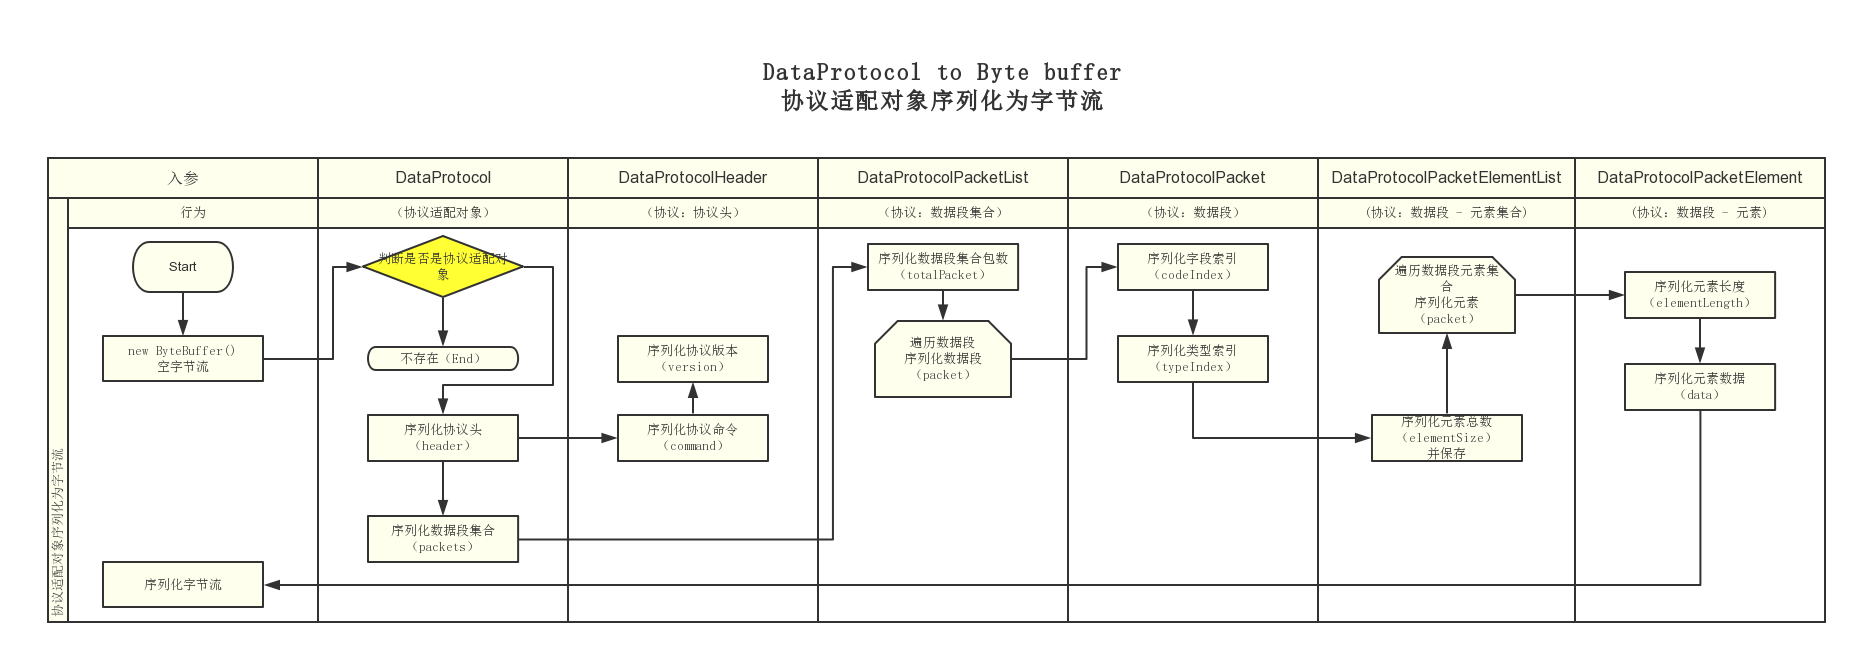 DataProtocol to Byte buffer
协议适配对象序列化为字节流
入参
DataProtocol
DataProtocolHeader
DataProtocolPacketList
DataProtocolPacket
DataProtocolPacketElementList
DataProtocolPacketElement
行为
（协议适配对象）
（协议：协议头）
（协议：数据段集合）
（协议：数据段）
(协议：数据段 - 元素集合)
(协议：数据段 - 元素)
协议适配对象序列化为字节流
Start
new ByteBuffer()
空字节流
序列化字节流
判断是否是协议适配对
象
不存在（End）
序列化协议头
（header）
序列化数据段集合
（packets）
序列化协议版本
（version）
序列化协议命令
（command）
序列化数据段集合包数
（totalPacket）
遍历数据段
序列化数据段
（packet）
序列化字段索引
（codeIndex）
序列化类型索引
（typeIndex）
遍历数据段元素集
合
序列化元素
（packet）
序列化元素总数
（elementSize）
并保存
序列化元素长度
（elementLength）
序列化元素数据
（data）